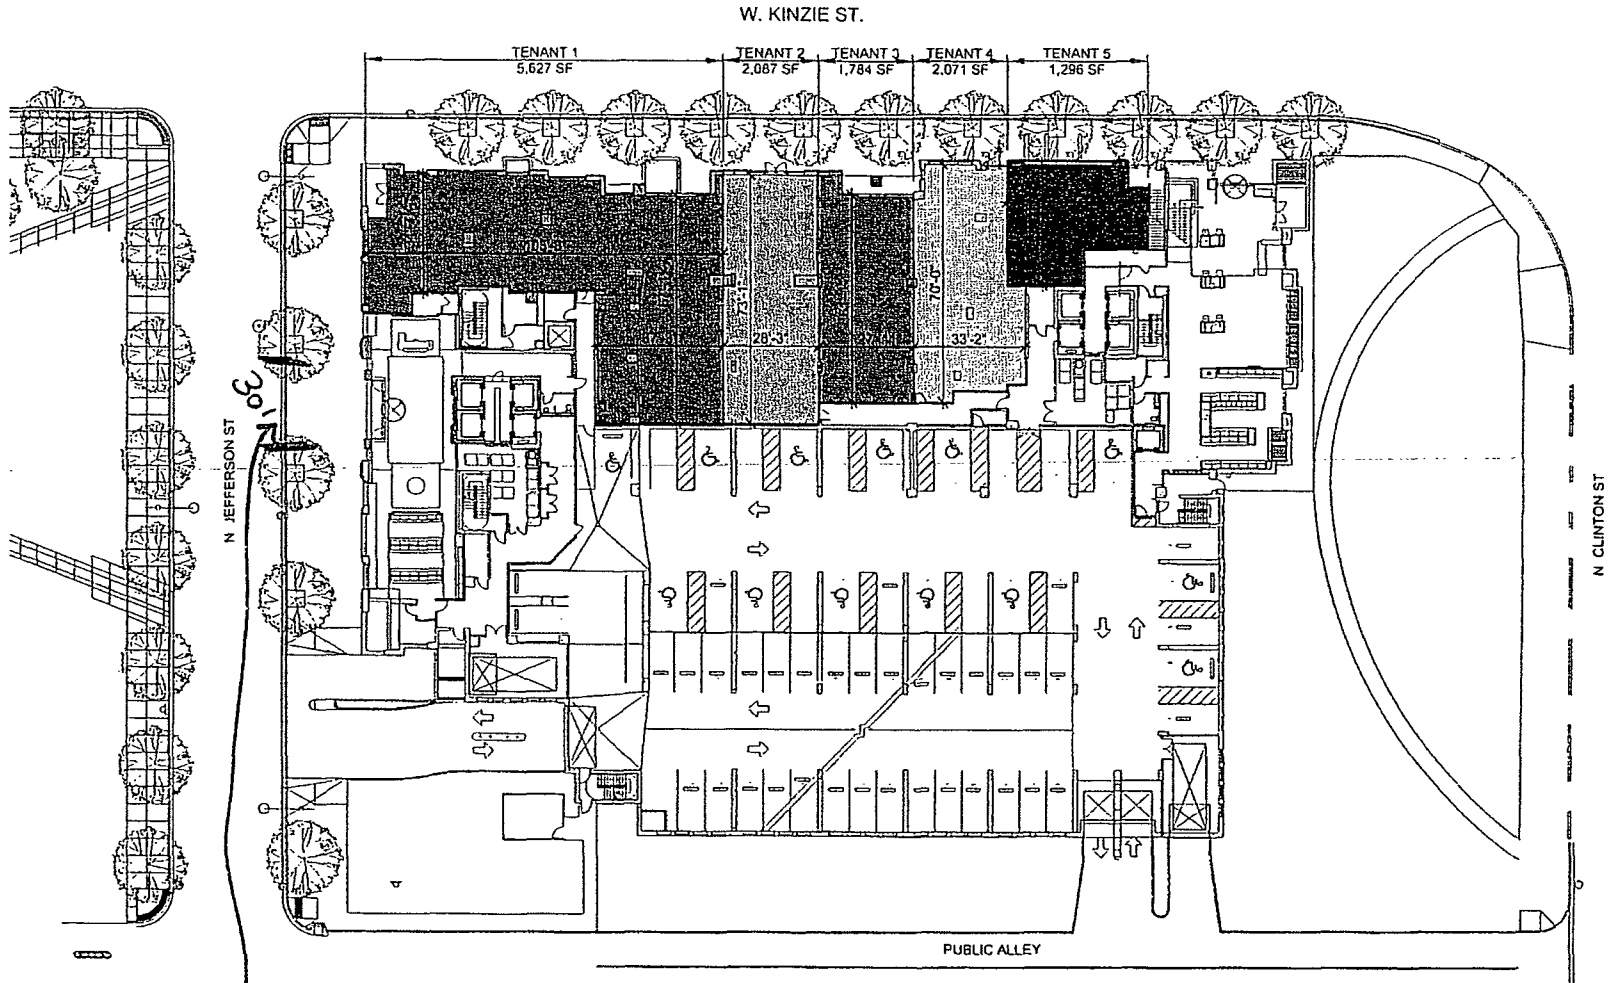 W. KINZIE ST.
TENANT 1
5,627 SF
TENANT 2
2,087 SF
TENANT 3
1,784 SF
TENANT 4
2,071 SF
TENANT 5
1,296 SF
73'-1"
28'-3"
70'-0"
33'-2"
30'
N JEFFERSON ST
N CLINTON ST
PUBLIC ALLEY